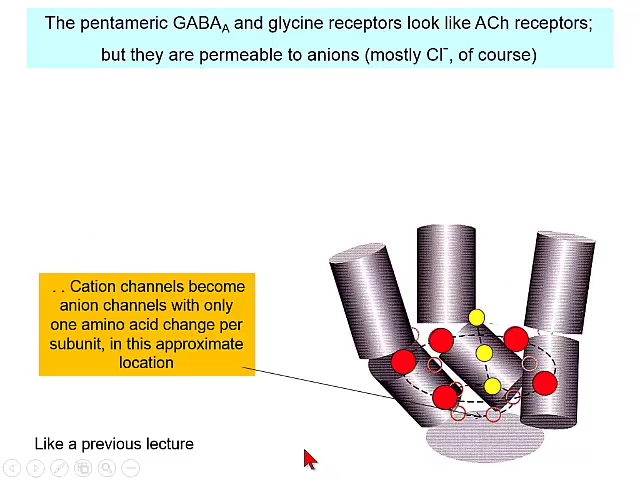 The pentameric GABAA and glycine receptors look like ACh receptors;
but they are permeable to anions (mostly Cl⁻, of course)
. . Cation channels become
anion channels with only
one amino acid change per
subunit, in this approximate
location
Like a previous lecture